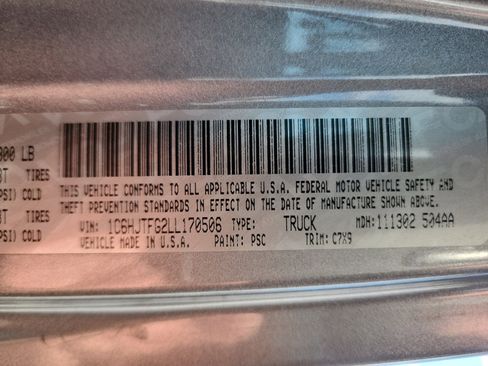 000 LB
TIRES
PSI) COLD
TIRES
PSI) COLD
THIS VEHICLE CONFORMS TO ALL APPLICABLE U.S.A. FEDERAL MOTOR VEHICLE SAFETY AND
THEFT PREVENTION STANDARDS IN EFFECT ON THE DATE OF MANUFACTURE SHOWN ABOVE.
VIN: 1C6HJTFG2LL170506 TYPE: TRUCK MDH: 111302 504AA
VEHICLE MADE IN U.S.A. PAINT: PSC TRIM: C7X9